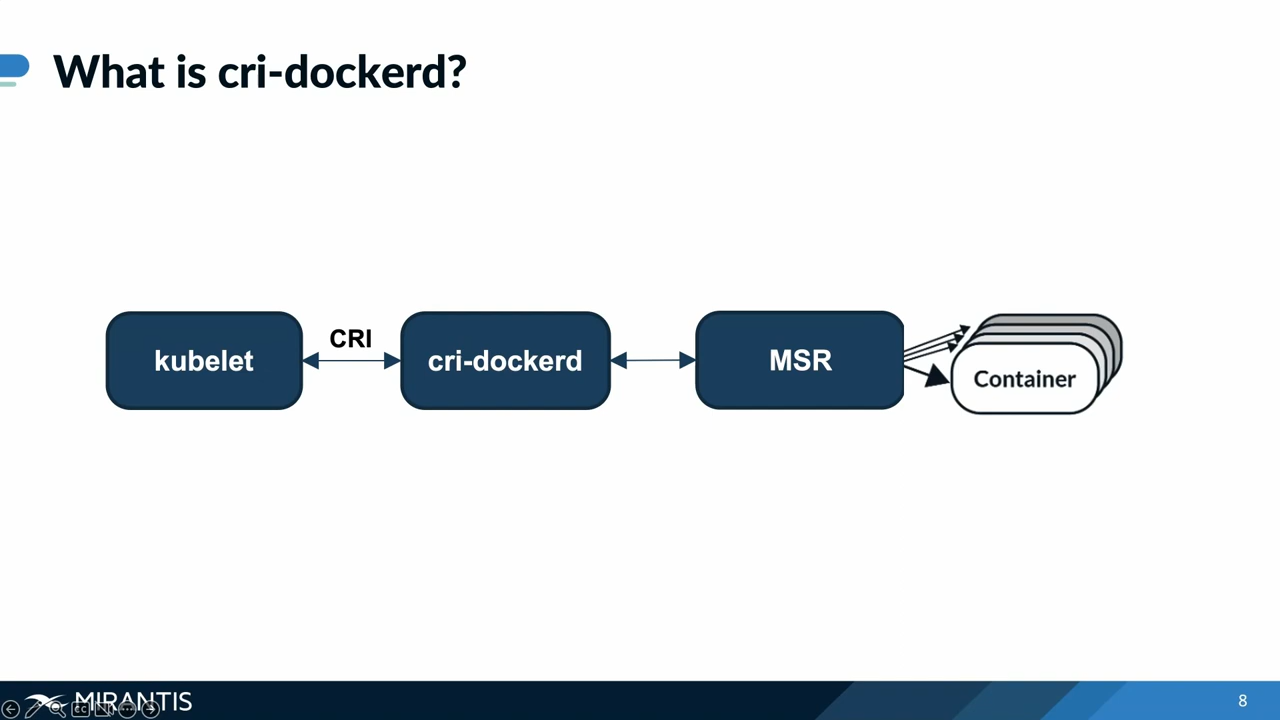 What is cri-dockerd?
CRI
kubelet
cri-dockerd
MSR
Container
MIRANTIS
8